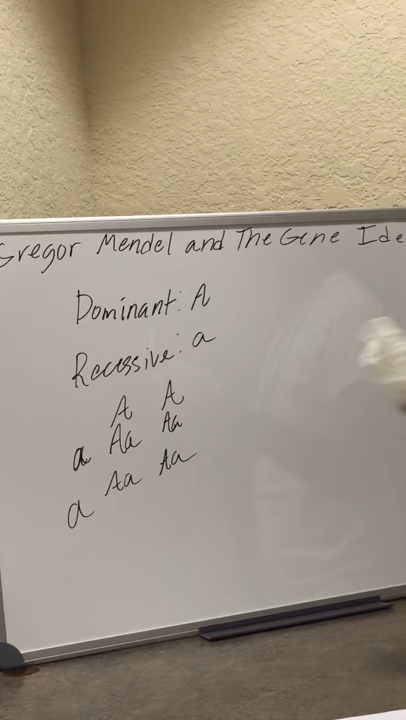 Gregor Mendel and The Gene Ide
Dominant: A
Recessive: a
A A
a Aa Aa
a Aa Aa